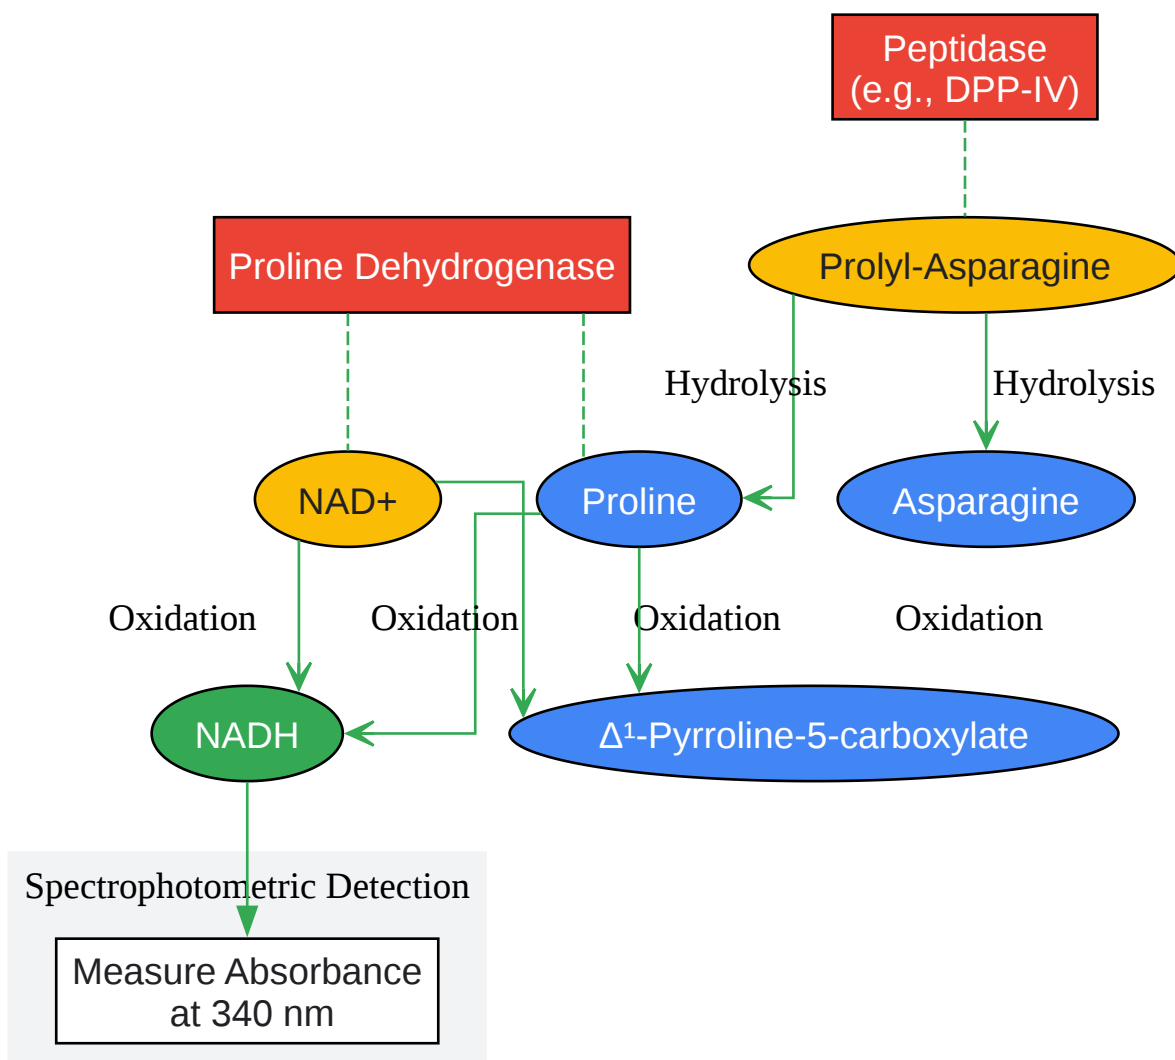 Peptidase
(e.g., DPP-IV)
Proline Dehydrogenase
Prolyl-Asparagine
Hydrolysis
Hydrolysis
NAD+
Proline
Asparagine
Oxidation
Oxidation
Oxidation
Oxidation
NADH
Δ¹-Pyrroline-5-carboxylate
Spectrophotometric Detection
Measure Absorbance
at 340 nm